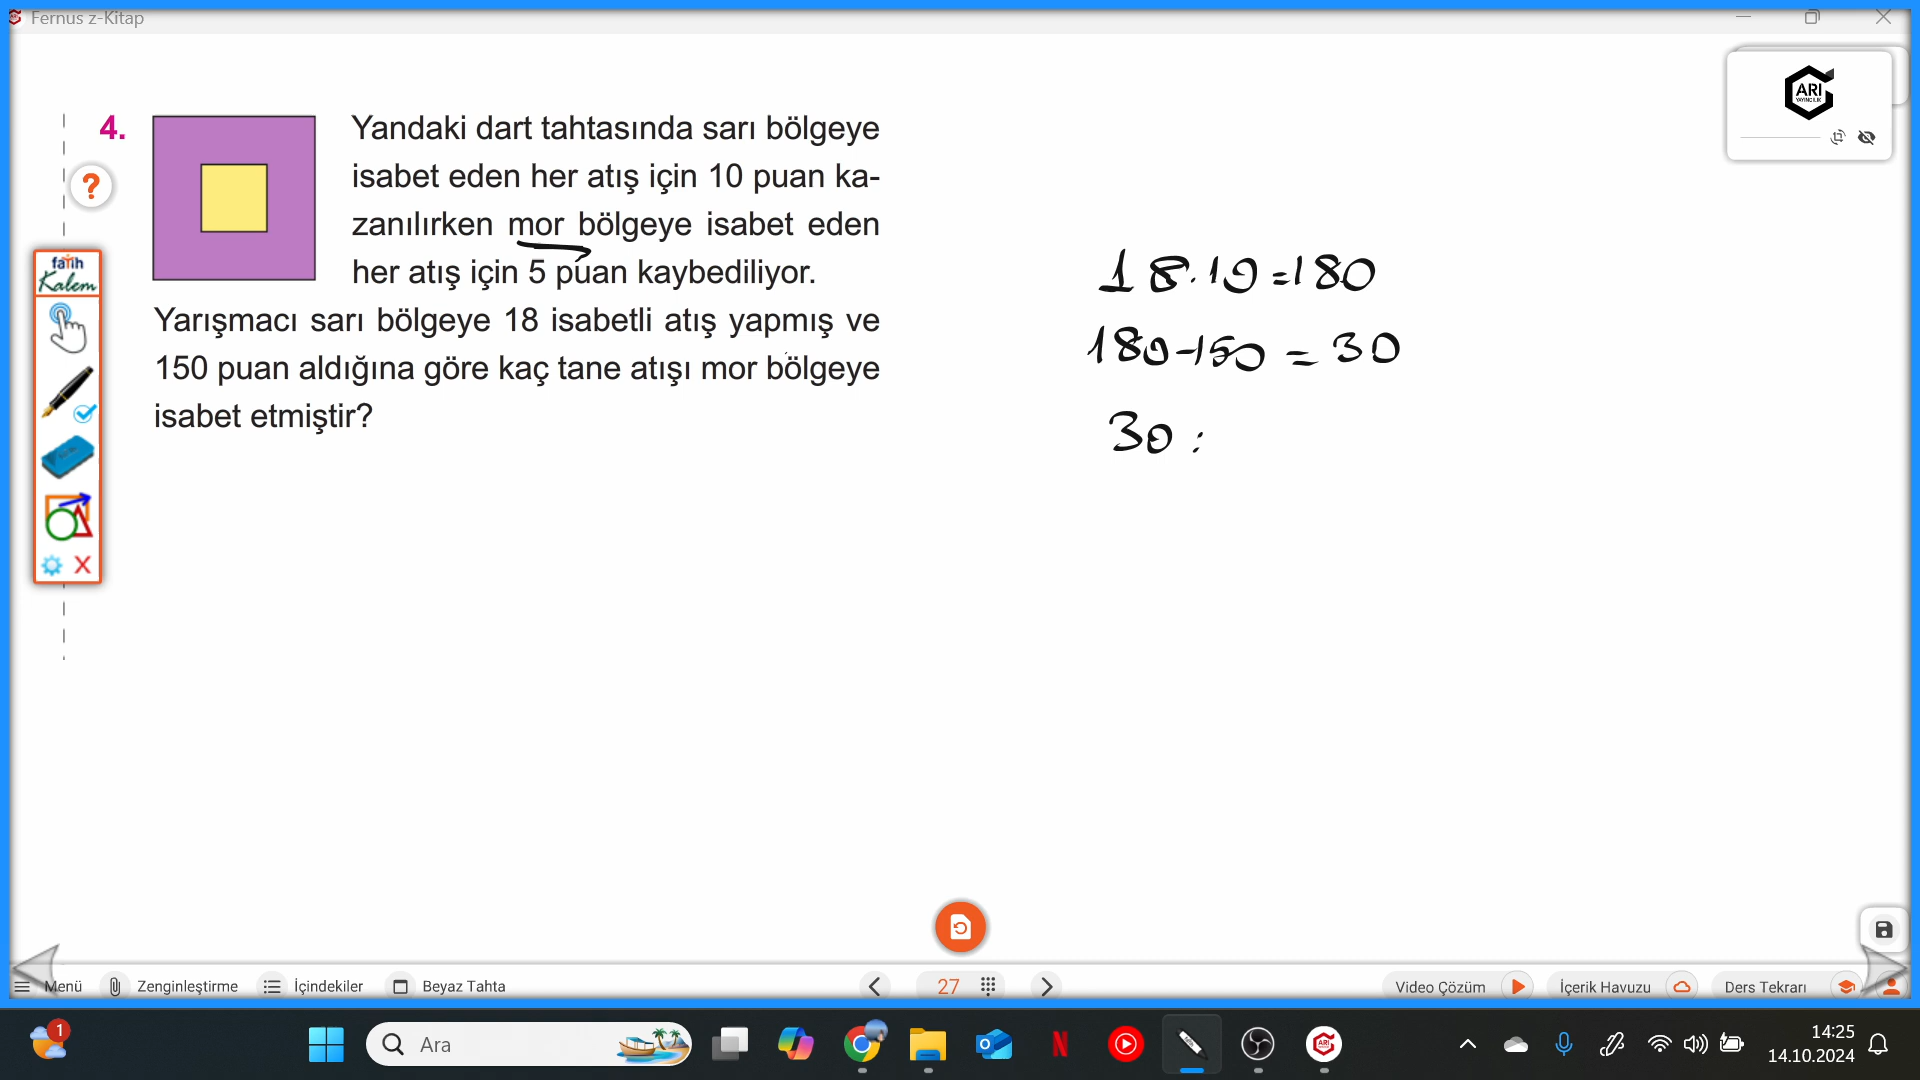 Fernus z-Kitap
ARI
YAYINCILIK
4.
Yandaki dart tahtasında sarı bölgeye
isabet eden her atış için 10 puan ka-
zanılırken mor bölgeye isabet eden
her atış için 5 puan kaybediliyor.
Yarışmacı sarı bölgeye 18 isabetli atış yapmış ve
150 puan aldığına göre kaç tane atışı mor bölgeye
isabet etmiştir?
?
fatih
Kalem
18.10=180
180-150=30
30:
Menü
Zenginleştirme
İçindekiler
Beyaz Tahta
27
Video Çözüm
İçerik Havuzu
Ders Tekrarı
1
Ara
14:25
14.10.2024